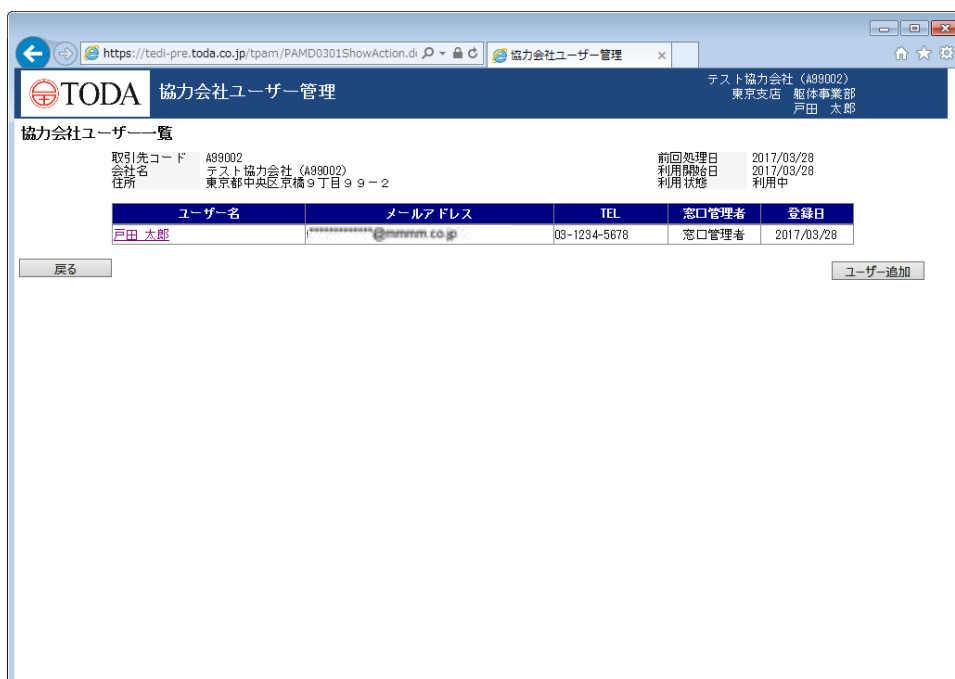 https://tedi-pre.toda.co.jp/tpam/PAMD0301ShowAction.d
協力会社ユーザー管理
TODA
協力会社ユーザー管理
テスト協力会社 (A99002)
東京支店 躯体事業部
戸田 太郎
協力会社ユーザー一覧
取引先コード A99002
会社名 テスト協力会社 (A99002)
住所 東京都中央区京橋９丁目９９－２
前回処理日 2017/03/28
利用開始日 2017/03/28
利用状態 利用中
ユーザー名 メールアドレス TEL 窓口管理者 登録日
戸田 太郎 **************@mmmm.co.jp 03-1234-5678 窓口管理者 2017/03/28
戻る
ユーザー追加